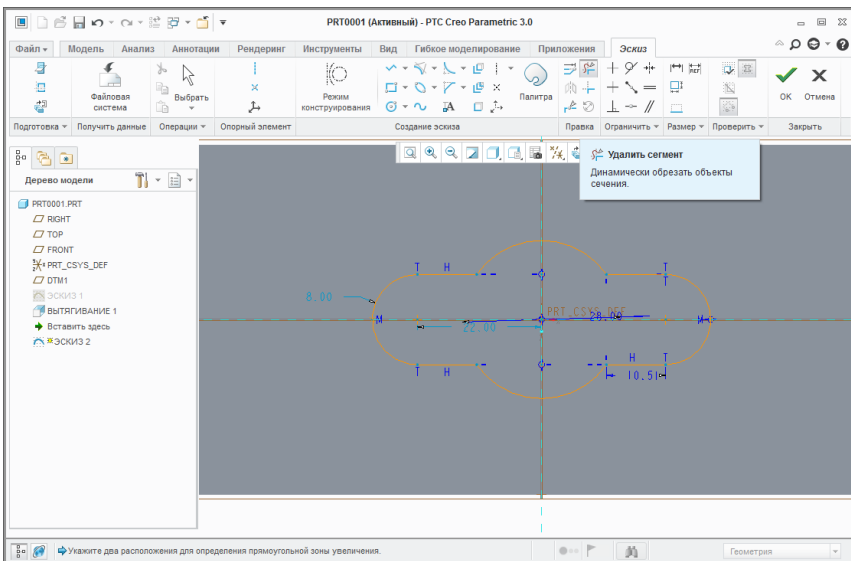 PRT0001 (Активный) - PTC Creo Parametric 3.0
Файл Модель Анализ Аннотации Рендеринг Инструменты Вид Гибкое моделирование Приложения Эскиз
Файловая система
Выбрать
Режим конструирования
Палитра
REF
ОК Отмена
Подготовка Получить данные Операции Опорный элемент Создание эскиза Правка Ограничить Размер Проверить Закрыть
Удалить сегмент
Динамически обрезать объекты
сечения.
Дерево модели
PRT0001.PRT
RIGHT
TOP
FRONT
PRT_CSYS_DEF
DTM1
ЭСКИЗ 1
ВЫТЯГИВАНИЕ 1
Вставить здесь
ЭСКИЗ 2
T H T
8.00
PRT_CSYS_DEF
M 22.00 28.00 M
T H H
10.51
Укажите два расположения для определения прямоугольной зоны увеличения.
Геометрия